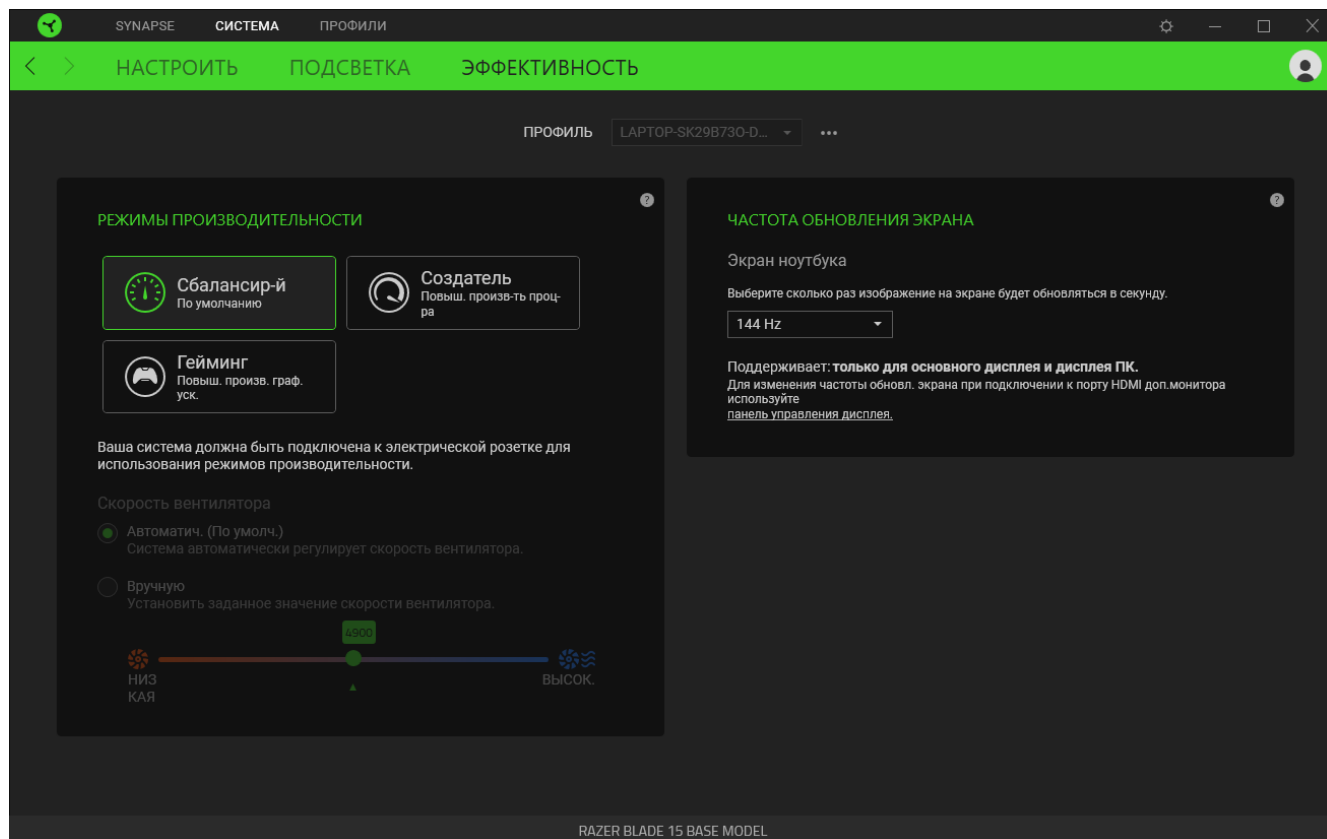 SYNAPSE СИСТЕМА ПРОФИЛИ
НАСТРОИТЬ ПОДСВЕТКА ЭФФЕКТИВНОСТЬ
ПРОФИЛЬ LAPTOP-SK29B73O-D...
РЕЖИМЫ ПРОИЗВОДИТЕЛЬНОСТИ
Сбалансир-й
По умолчанию
Создатель
Повыш. произв-ть проц-
ра
Гейминг
Повыш. произв. граф.
уск.
Ваша система должна быть подключена к электрической розетке для
использования режимов производительности.
Скорость вентилятора
Автоматич. (По умолч.)
Система автоматически регулирует скорость вентилятора.
Вручную
Установить заданное значение скорости вентилятора.
4900
НИЗ
КАЯ
ВЫСОК.
ЧАСТОТА ОБНОВЛЕНИЯ ЭКРАНА
Экран ноутбука
Выберите сколько раз изображение на экране будет обновляться в секунду.
144 Hz
Поддерживает: только для основного дисплея и дисплея ПК.
Для изменения частоты обновл. экрана при подключении к порту HDMI доп.монитора
используйте
панель управления дисплея.
RAZER BLADE 15 BASE MODEL